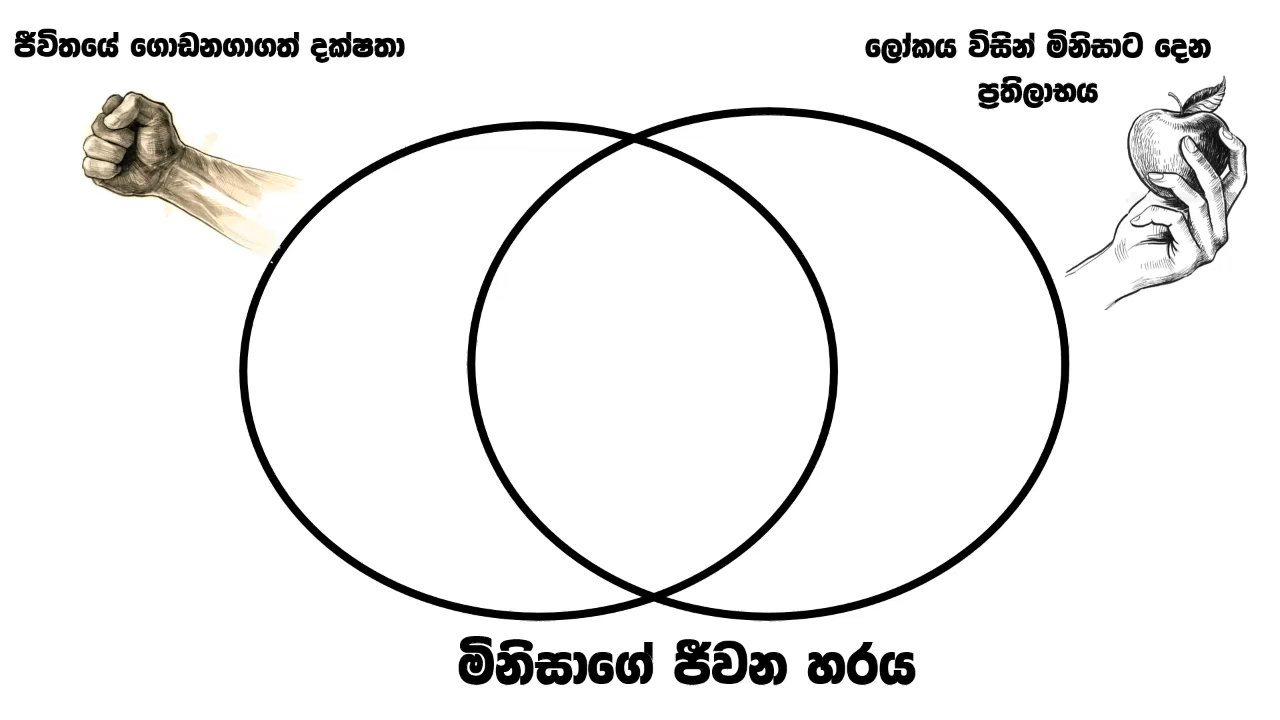 ජීවිතයේ ගොඩනගාගත් දක්ෂතා
ලෝකය විසින් මිනිසාට දෙන
ප්‍රතිලාභය
මිනිසාගේ ජීවන හරය